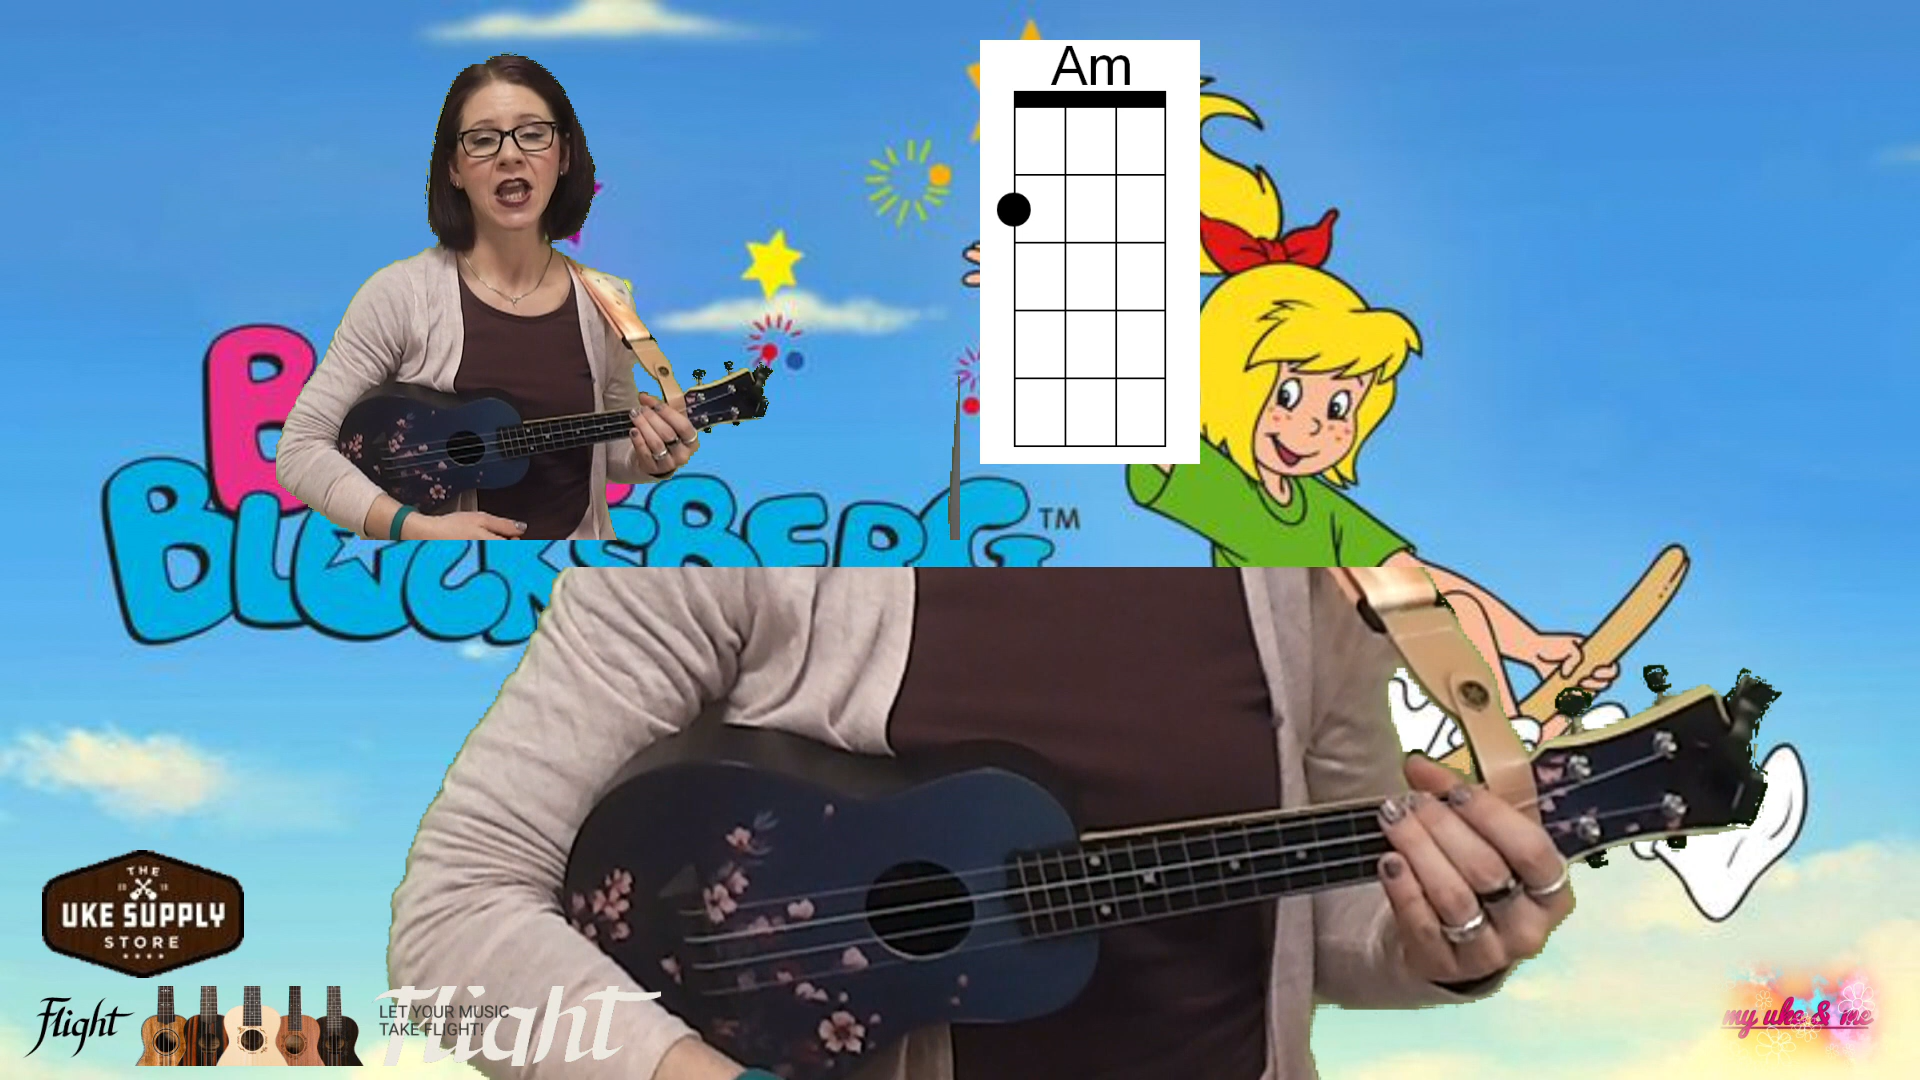 Am
B
BLOCKSBERG™
THE
UKE SUPPLY
STORE
Flight
LET YOUR MUSIC
TAKE FLIGHT!
flight
my uke & me